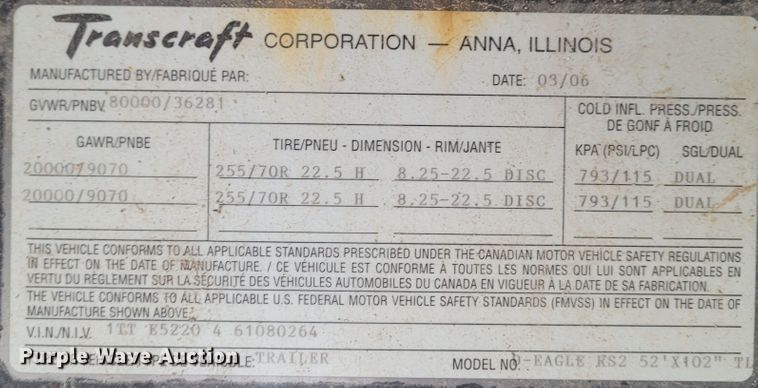 Transcraft CORPORATION — ANNA, ILLINOIS
MANUFACTURED BY/FABRIQUÉ PAR: DATE: 03/06
GVWR/PNBV 80000/36281 COLD INFL. PRESS./PRESS. DE GONF À FROID
GAWR/PNBE TIRE/PNEU - DIMENSION - RIM/JANTE KPA (PSI/LPC) SGL/DUAL
20000/9070 255/70R 22.5 H 8.25-22.5 DISC 793/115 DUAL
20000/9070 255/70R 22.5 H 8.25-22.5 DISC 793/115 DUAL
THIS VEHICLE CONFORMS TO ALL APPLICABLE STANDARDS PRESCRIBED UNDER THE CANADIAN MOTOR VEHICLE SAFETY REGULATIONS
IN EFFECT ON THE DATE OF MANUFACTURE. / CE VÉHICULE EST CONFORME À TOUTES LES NORMES QUI LUI SONT APPLICABLES EN
VERTU DU RÈGLEMENT SUR LA SÉCURITÉ DES VÉHICULES AUTOMOBILES DU CANADA EN VIGUEUR À LA DATE DE SA FABRICATION.
THE VEHICLE CONFORMS TO ALL APPLICABLE U.S. FEDERAL MOTOR VEHICLE SAFETY STANDARDS (FMVSS) IN EFFECT ON THE DATE OF
MANUFACTURE SHOWN ABOVE.
V.I.N./N.I.V. 1TT E5220 4 61080264
TRAILER MODEL NO: D-EAGLE KS2 52'X102" TL
Purple Wave Auction